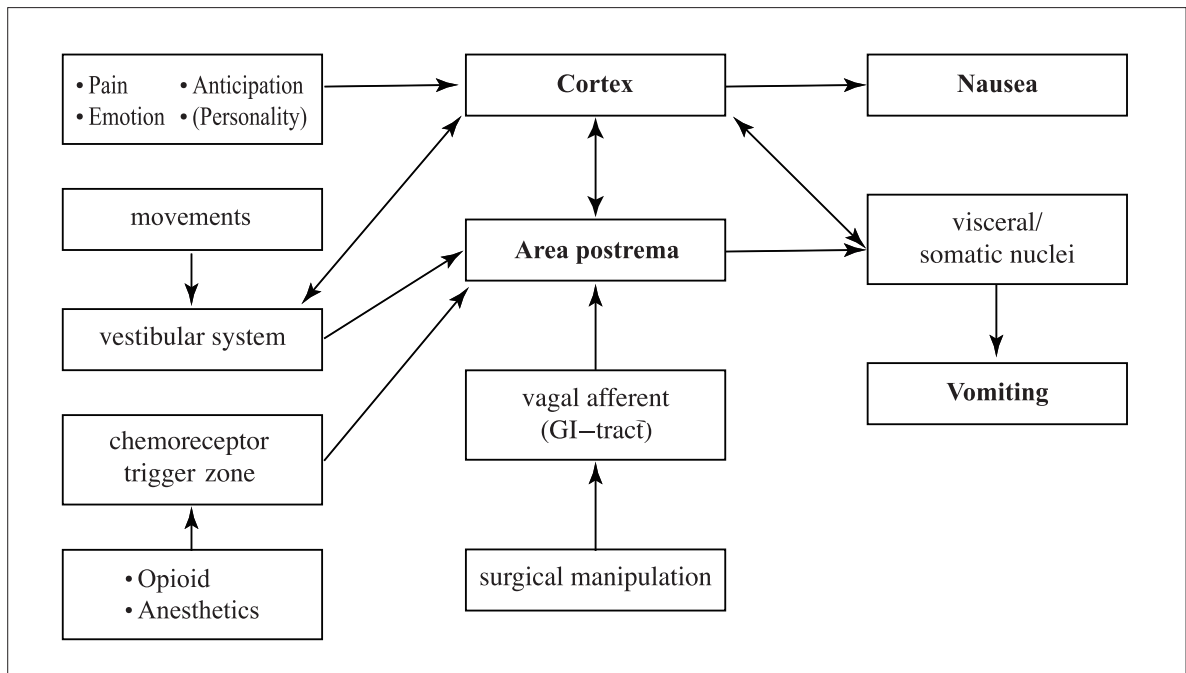 • Pain • Anticipation
• Emotion • (Personality)
Cortex
Nausea
movements
Area postrema
visceral/
somatic nuclei
vestibular system
vagal afferent
(GI–tract)
Vomiting
chemoreceptor
trigger zone
• Opioid
• Anesthetics
surgical manipulation